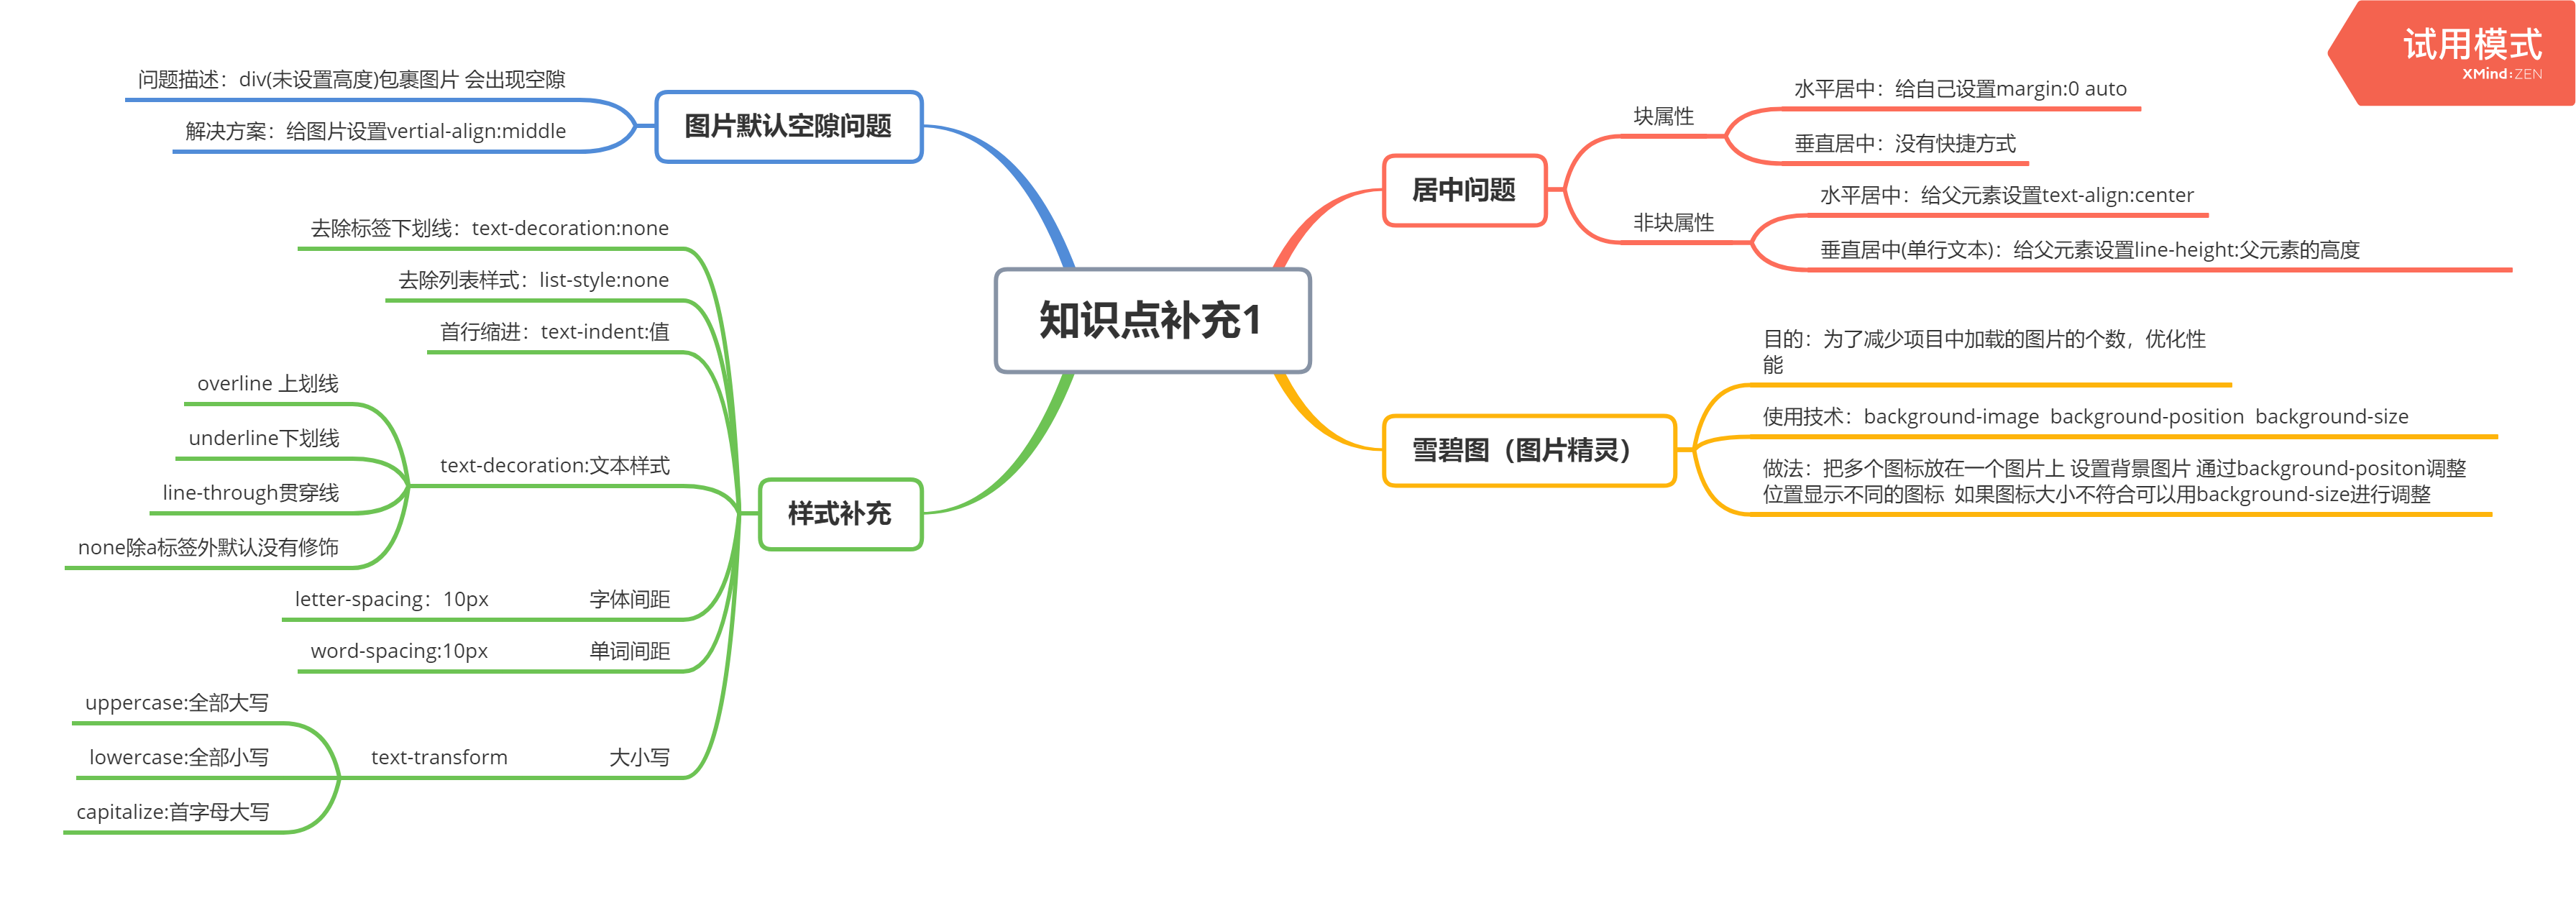 试用模式
XMind:ZEN
知识点补充1
居中问题
块属性
水平居中：给自己设置margin:0 auto
垂直居中：没有快捷方式
非块属性
水平居中：给父元素设置text-align:center
垂直居中(单行文本)：给父元素设置line-height:父元素的高度
雪碧图（图片精灵）
目的：为了减少项目中加载的图片的个数，优化性
能
使用技术：background-image  background-position  background-size
做法：把多个图标放在一个图片上 设置背景图片 通过background-positon调整
位置显示不同的图标  如果图标大小不符合可以用background-size进行调整
图片默认空隙问题
问题描述：div(未设置高度)包裹图片 会出现空隙
解决方案：给图片设置vertial-align:middle
样式补充
去除标签下划线：text-decoration:none
去除列表样式：list-style:none
首行缩进：text-indent:值
text-decoration:文本样式
overline 上划线
underline下划线
line-through贯穿线
none除a标签外默认没有修饰
letter-spacing：10px 字体间距
word-spacing:10px 单词间距
text-transform 大小写
uppercase:全部大写
lowercase:全部小写
capitalize:首字母大写